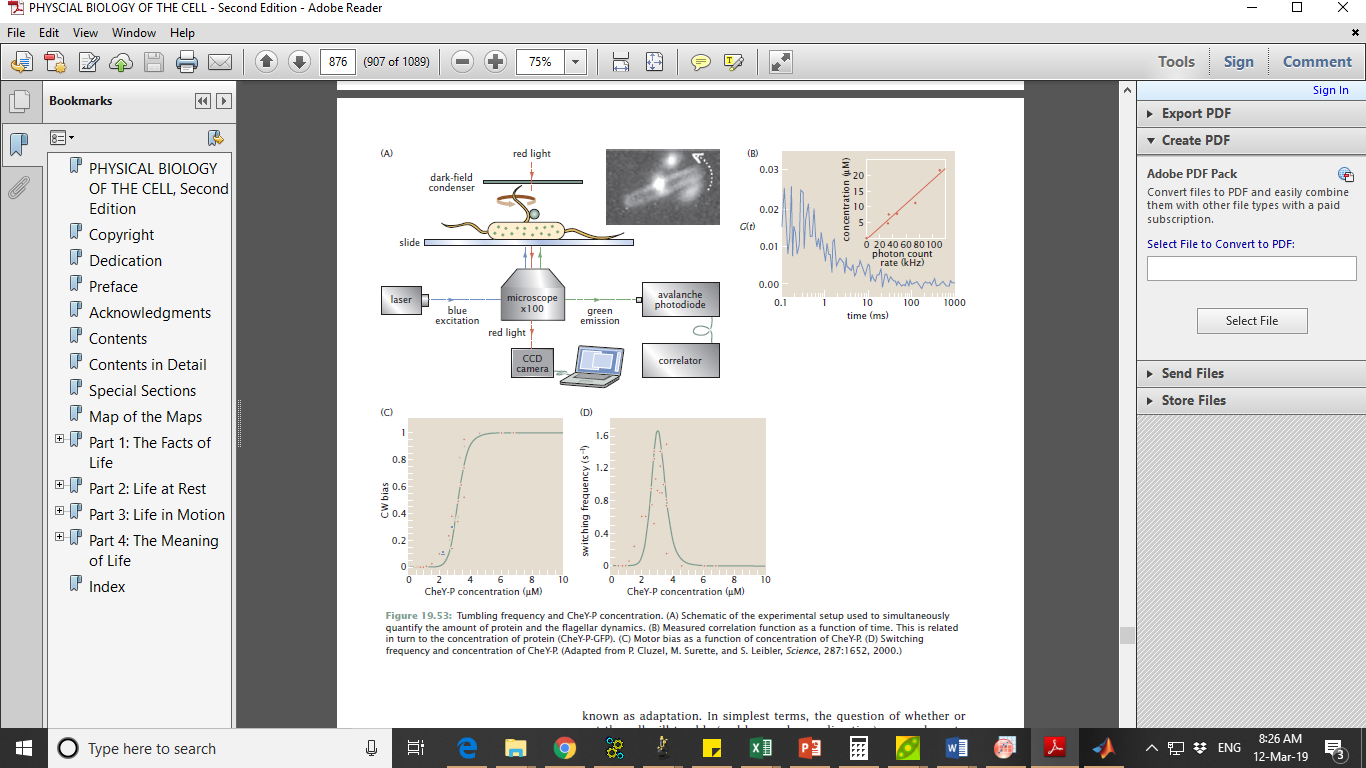 PHYSCIAL BIOLOGY OF THE CELL - Second Edition - Adobe Reader
File Edit View Window Help
876 (907 of 1089) 75% Tools Sign Comment
Sign In
Bookmarks
PHYSICAL BIOLOGY
OF THE CELL, Second
Edition
Copyright
Dedication
Preface
Acknowledgments
Contents
Contents in Detail
Special Sections
Map of the Maps
Part 1: The Facts of
Life
Part 2: Life at Rest
Part 3: Life in Motion
Part 4: The Meaning
of Life
Index
(A)
red light
dark-field
condenser
slide
laser
blue
excitation
microscope
x100
green
emission
avalanche
photodiode
red light
CCD
camera
correlator
(B)
G(t)
0.03
0.02
0.01
0.00
0.1 1 10 100 1000
time (ms)
concentration (μM)
20
15
10
5
0 20 40 60 80 100
photon count
rate (kHz)
(C)
CW bias
1
0.8
0.6
0.4
0.2
0
0 2 4 6 8 10
CheY-P concentration (μM)
(D)
switching frequency (s⁻¹)
1.6
1.2
0.8
0.4
0
0 2 4 6 8 10
CheY-P concentration (μM)
Figure 19.53: Tumbling frequency and CheY-P concentration. (A) Schematic of the experimental setup used to simultaneously
quantify the amount of protein and the flagellar dynamics. (B) Measured correlation function as a function of time. This is related
in turn to the concentration of protein (CheY-P-GFP). (C) Motor bias as a function of concentration of CheY-P. (D) Switching
frequency and concentration of CheY-P. (Adapted from P. Cluzel, M. Surette, and S. Leibler, Science, 287:1652, 2000.)
known as adaptation. In simplest terms, the question of whether or
Export PDF
Create PDF
Adobe PDF Pack
Convert files to PDF and easily combine
them with other file types with a paid
subscription.
Select File to Convert to PDF:
Select File
Send Files
Store Files
Type here to search
ENG
8:26 AM
12-Mar-19
3